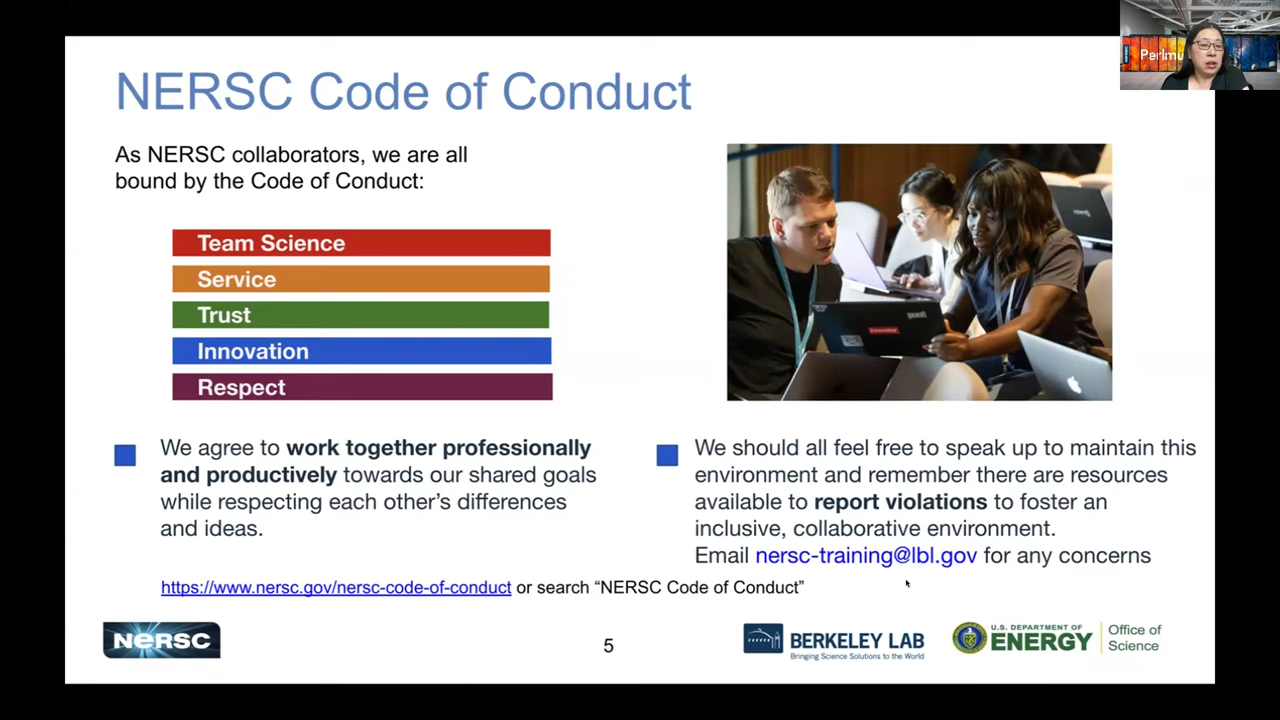 NERSC Code of Conduct
As NERSC collaborators, we are all
bound by the Code of Conduct:
Team Science
Service
Trust
Innovation
Respect
We agree to work together professionally
and productively towards our shared goals
while respecting each other's differences
and ideas.
We should all feel free to speak up to maintain this
environment and remember there are resources
available to report violations to foster an
inclusive, collaborative environment.
Email nersc-training@lbl.gov for any concerns
https://www.nersc.gov/nersc-code-of-conduct or search “NERSC Code of Conduct”
NERSC
5
BERKELEY LAB
Bringing Science Solutions to the World
U.S. DEPARTMENT OF
ENERGY
Office of
Science
Perlmu